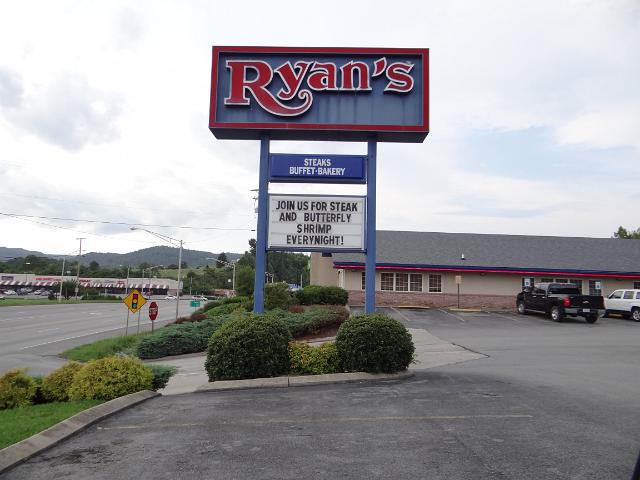 Ryan's
STEAKS
BUFFET·BAKERY
JOIN US FOR STEAK
AND BUTTERFLY
SHRIMP
EVERYNIGHT!